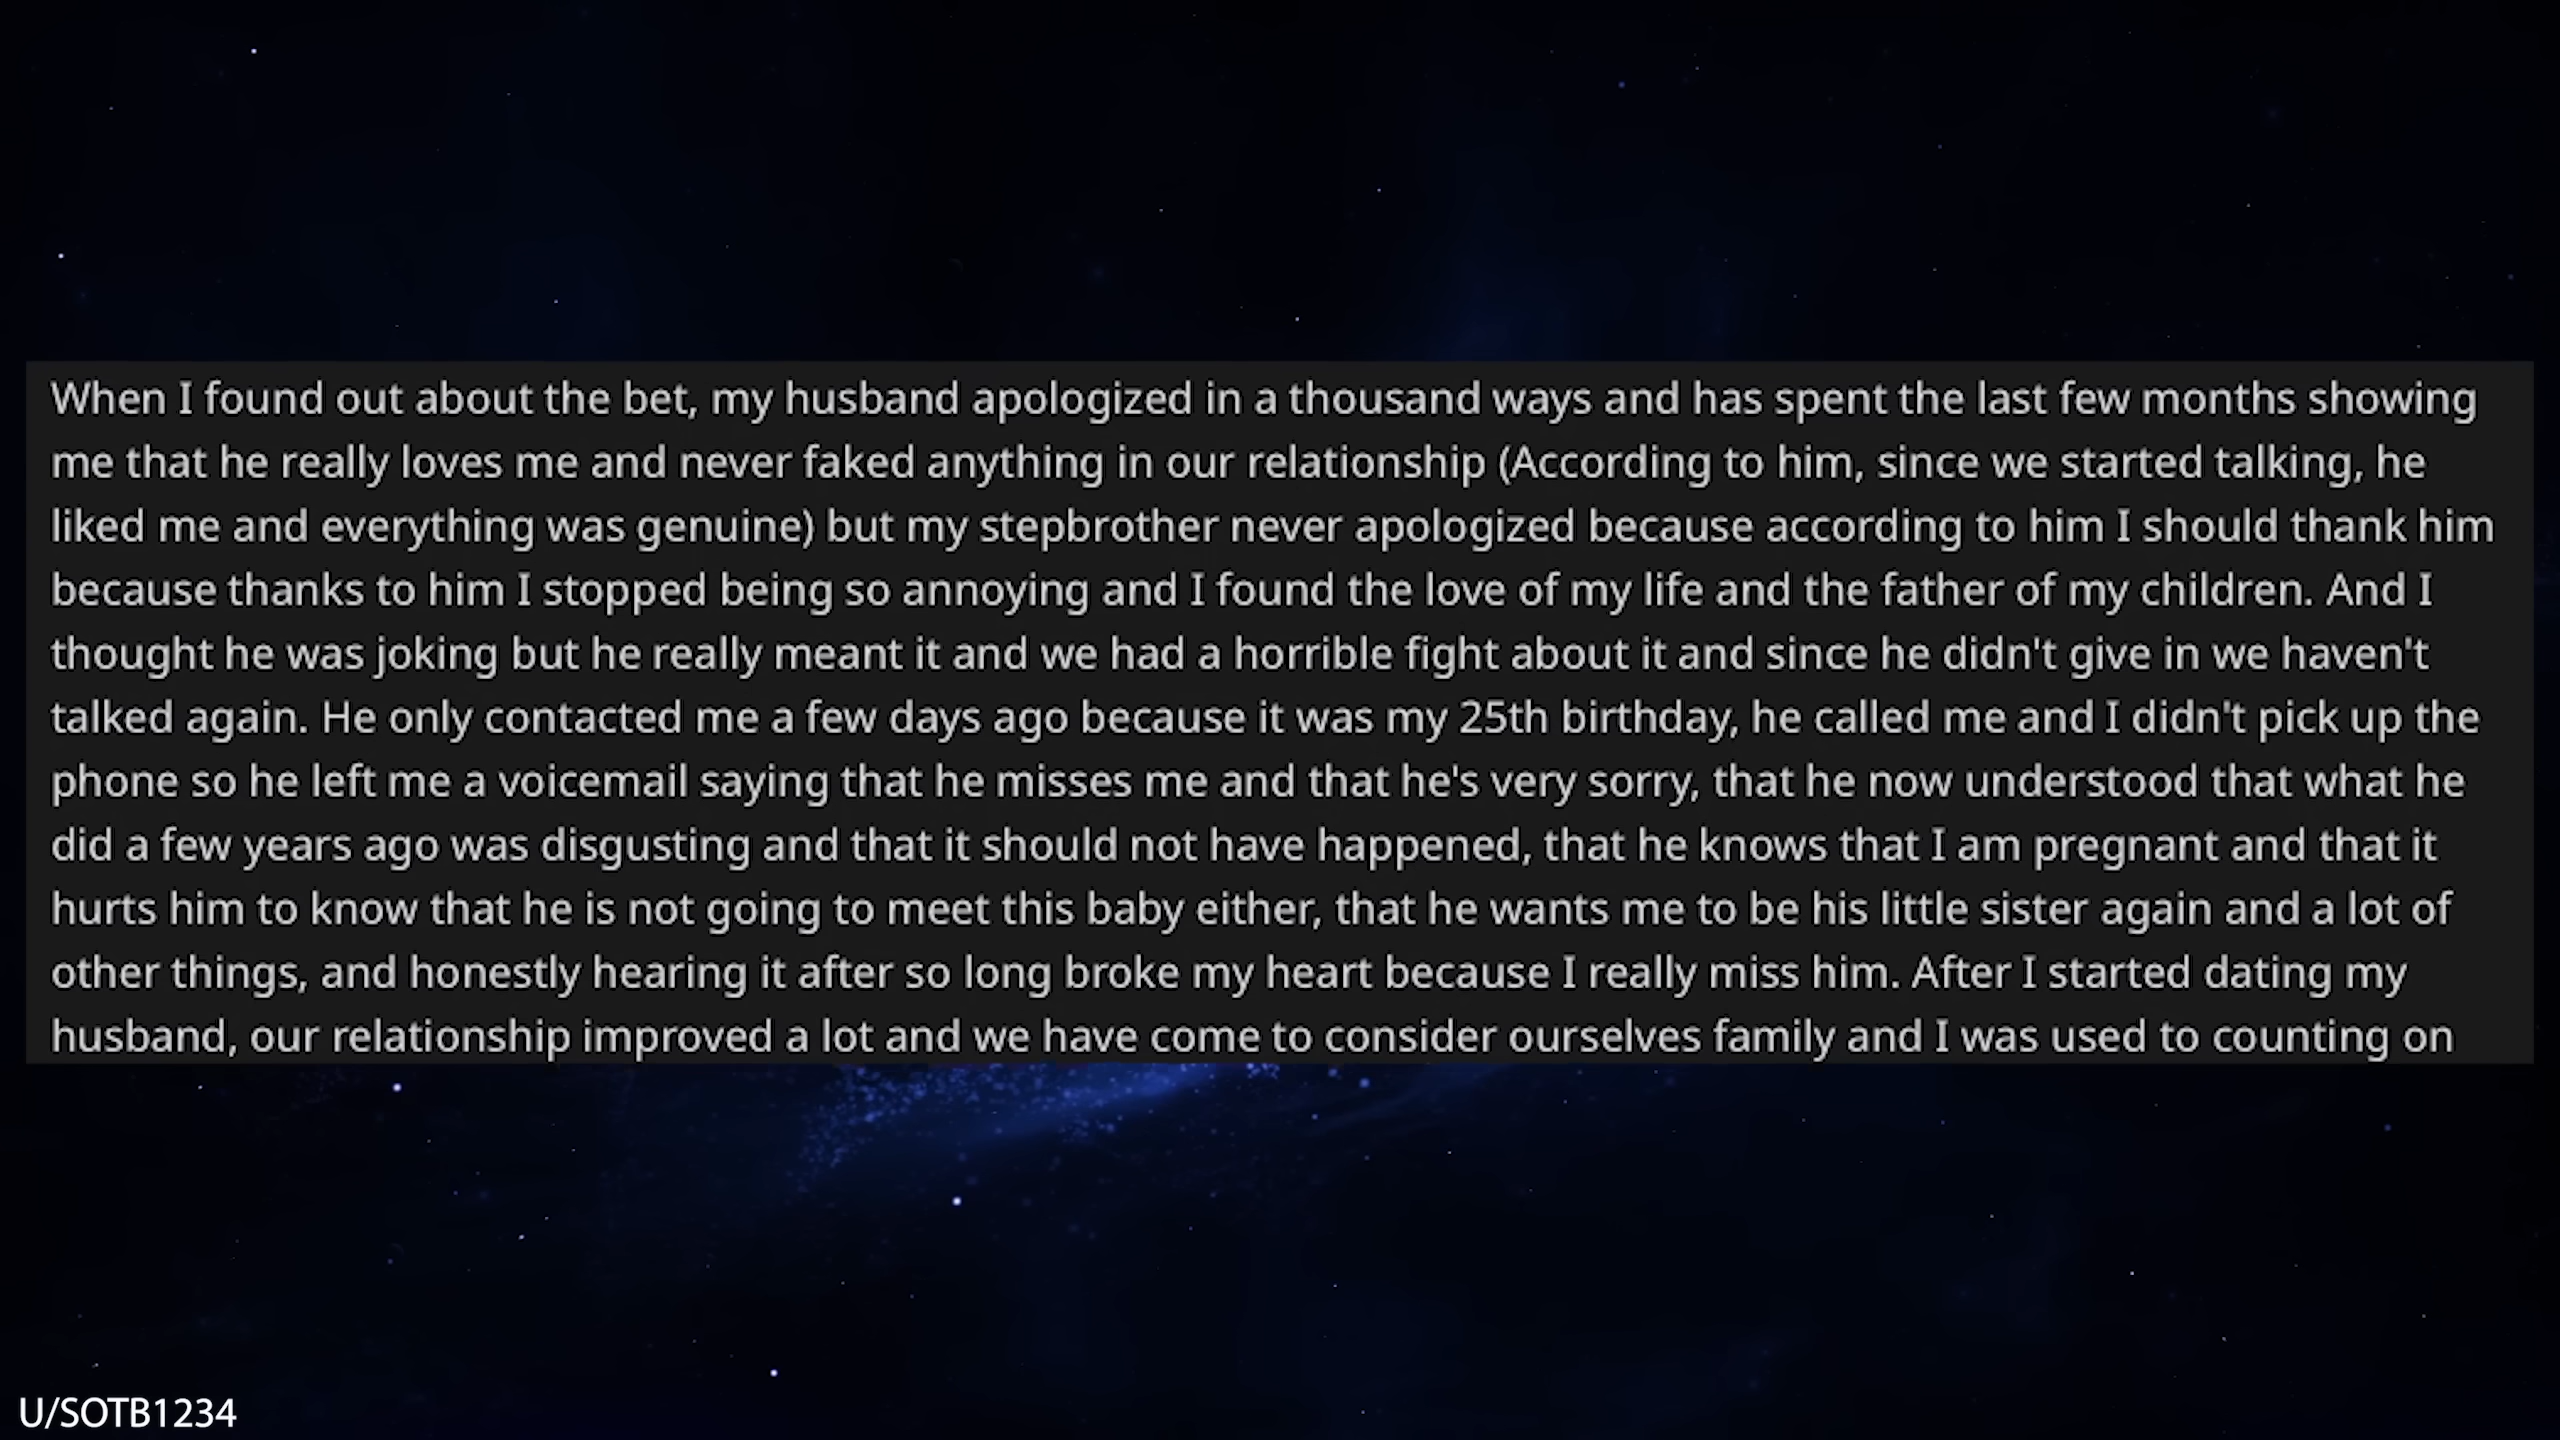 When I found out about the bet, my husband apologized in a thousand ways and has spent the last few months showing
me that he really loves me and never faked anything in our relationship (According to him, since we started talking, he
liked me and everything was genuine) but my stepbrother never apologized because according to him I should thank him
because thanks to him I stopped being so annoying and I found the love of my life and the father of my children. And I
thought he was joking but he really meant it and we had a horrible fight about it and since he didn't give in we haven't
talked again. He only contacted me a few days ago because it was my 25th birthday, he called me and I didn't pick up the
phone so he left me a voicemail saying that he misses me and that he's very sorry, that he now understood that what he
did a few years ago was disgusting and that it should not have happened, that he knows that I am pregnant and that it
hurts him to know that he is not going to meet this baby either, that he wants me to be his little sister again and a lot of
other things, and honestly hearing it after so long broke my heart because I really miss him. After I started dating my
husband, our relationship improved a lot and we have come to consider ourselves family and I was used to counting on
U/SOTB1234